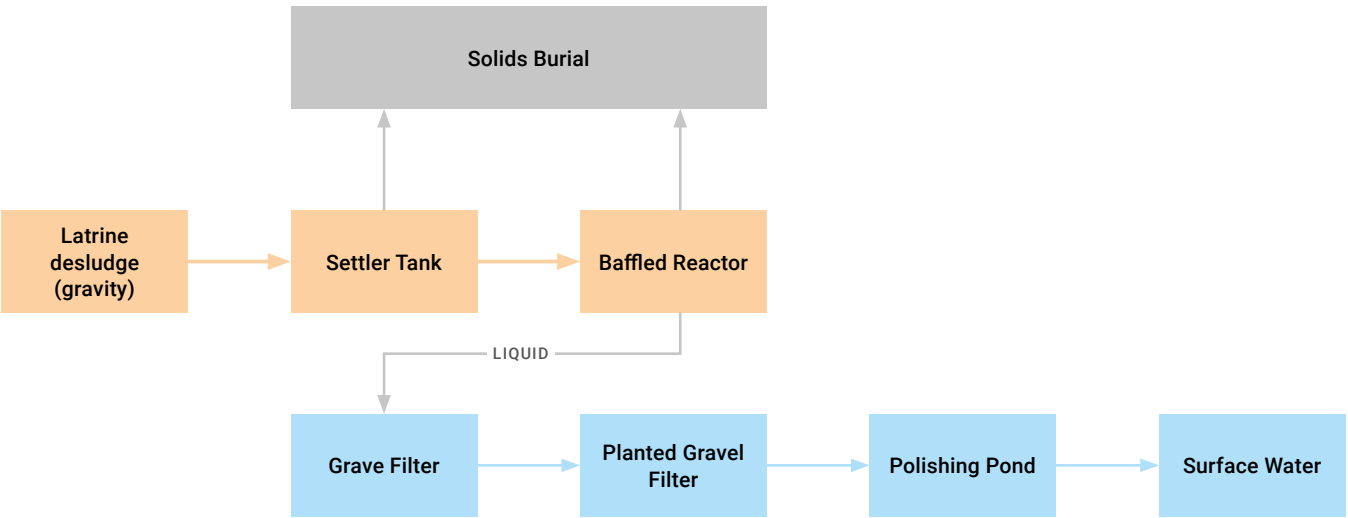 Solids Burial
Latrine
desludge
(gravity)
Settler Tank
Baffled Reactor
LIQUID
Grave Filter
Planted Gravel
Filter
Polishing Pond
Surface Water